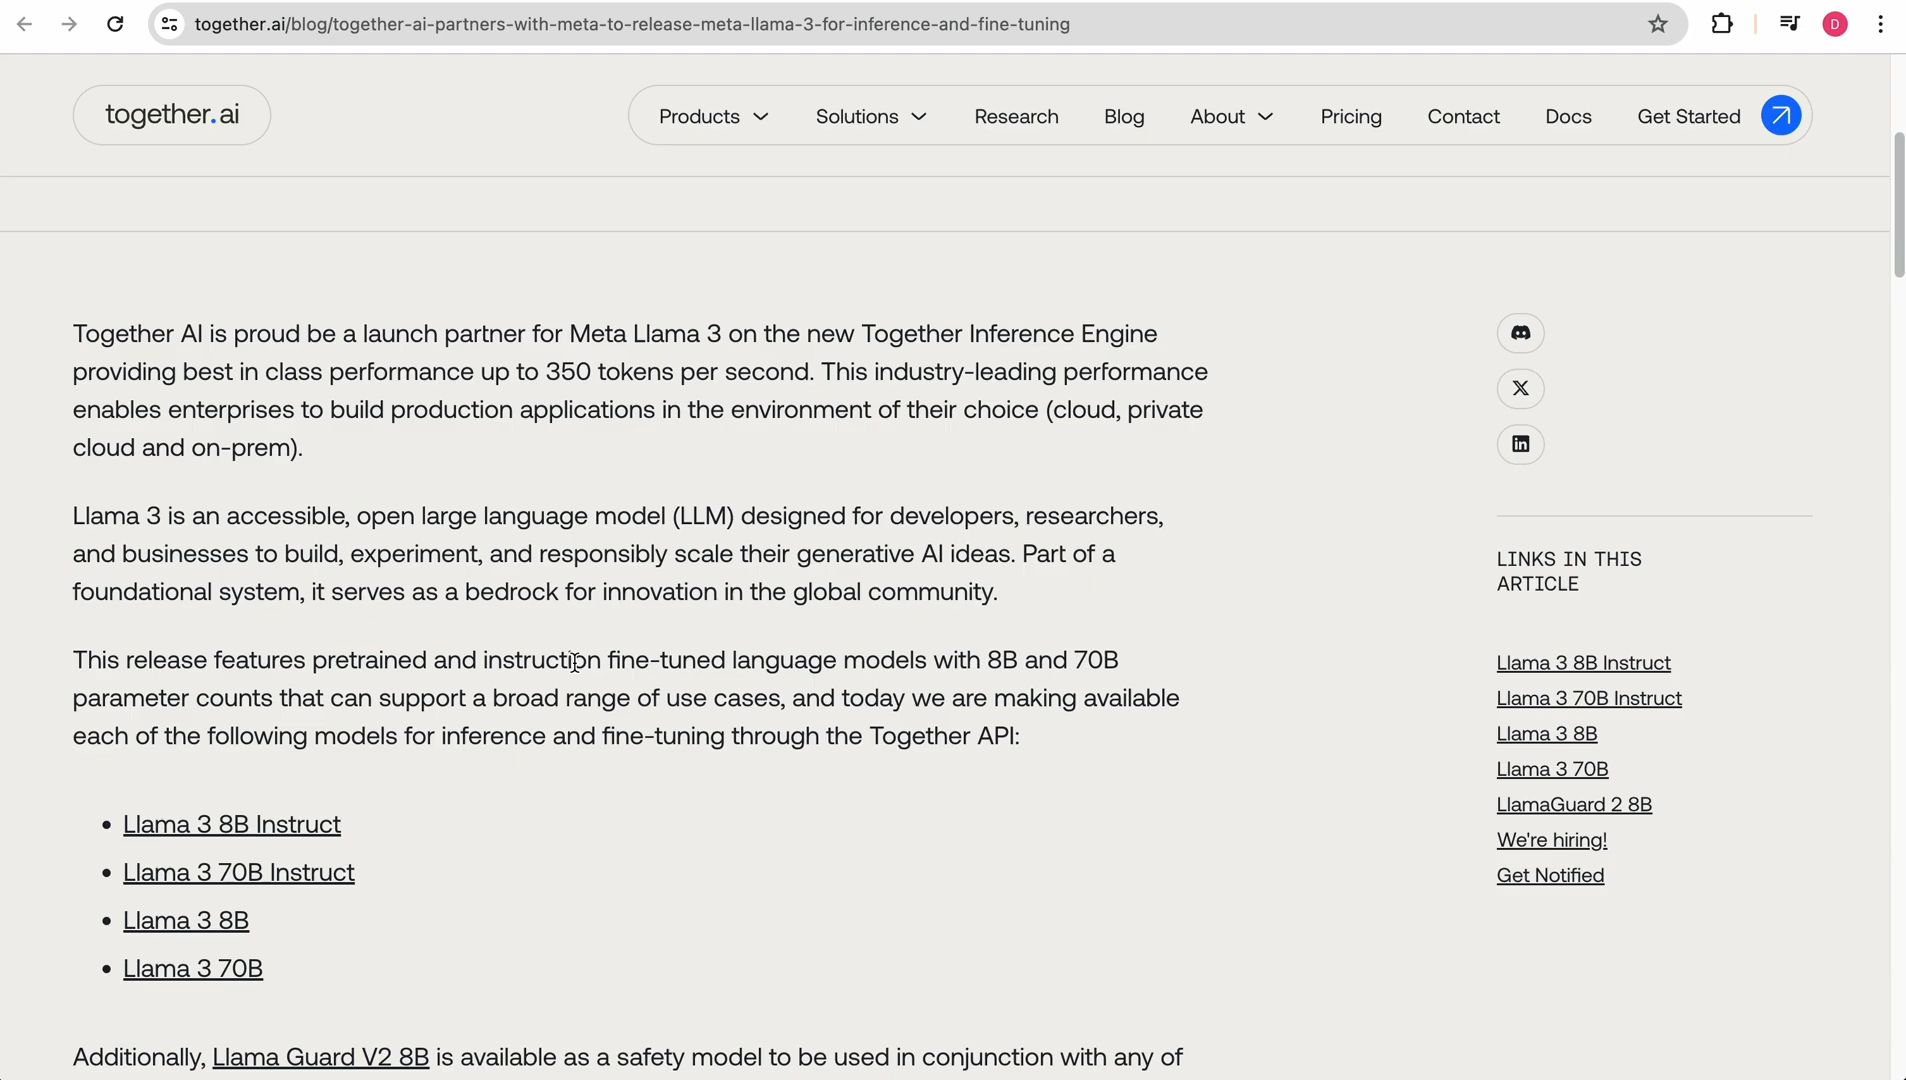 together.ai/blog/together-ai-partners-with-meta-to-release-meta-llama-3-for-inference-and-fine-tuning
D
together.ai
Products
Solutions
Research
Blog
About
Pricing
Contact
Docs
Get Started
Together AI is proud be a launch partner for Meta Llama 3 on the new Together Inference Engine
providing best in class performance up to 350 tokens per second. This industry-leading performance
enables enterprises to build production applications in the environment of their choice (cloud, private
cloud and on-prem).
Llama 3 is an accessible, open large language model (LLM) designed for developers, researchers,
and businesses to build, experiment, and responsibly scale their generative AI ideas. Part of a
foundational system, it serves as a bedrock for innovation in the global community.
This release features pretrained and instruction fine-tuned language models with 8B and 70B
parameter counts that can support a broad range of use cases, and today we are making available
each of the following models for inference and fine-tuning through the Together API:
• Llama 3 8B Instruct
• Llama 3 70B Instruct
• Llama 3 8B
• Llama 3 70B
Additionally, Llama Guard V2 8B is available as a safety model to be used in conjunction with any of
LINKS IN THIS
ARTICLE
Llama 3 8B Instruct
Llama 3 70B Instruct
Llama 3 8B
Llama 3 70B
LlamaGuard 2 8B
We're hiring!
Get Notified